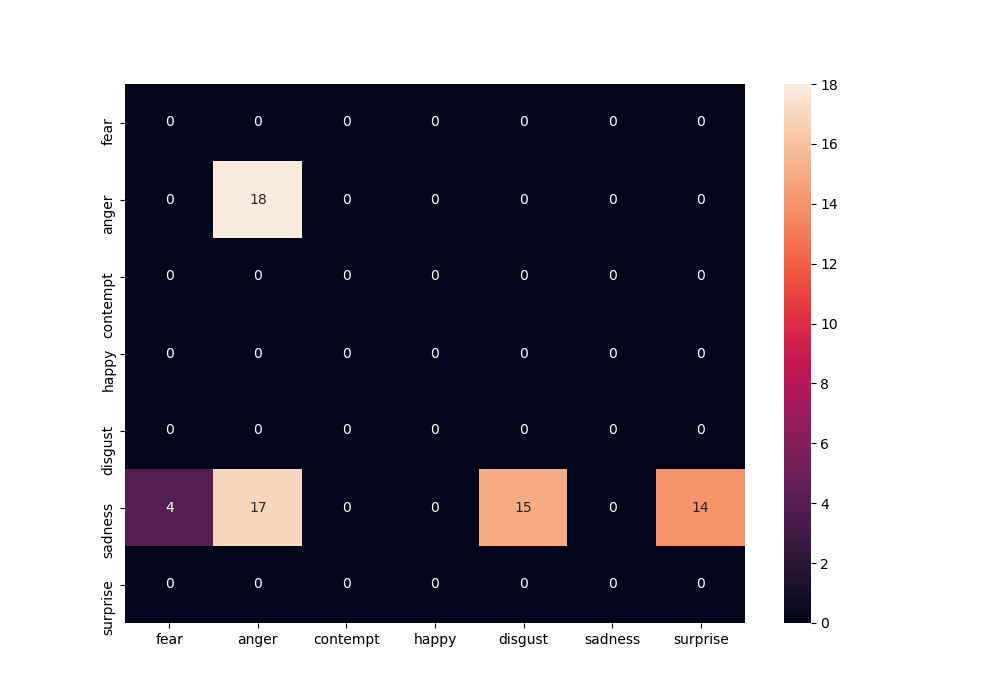 fear 0 0 0 0 0 0 0
anger 0 18 0 0 0 0 0
contempt 0 0 0 0 0 0 0
happy 0 0 0 0 0 0 0
disgust 0 0 0 0 0 0 0
sadness 4 17 0 0 15 0 14
surprise 0 0 0 0 0 0 0
fear anger contempt happy disgust sadness surprise
18
16
14
12
10
8
6
4
2
0